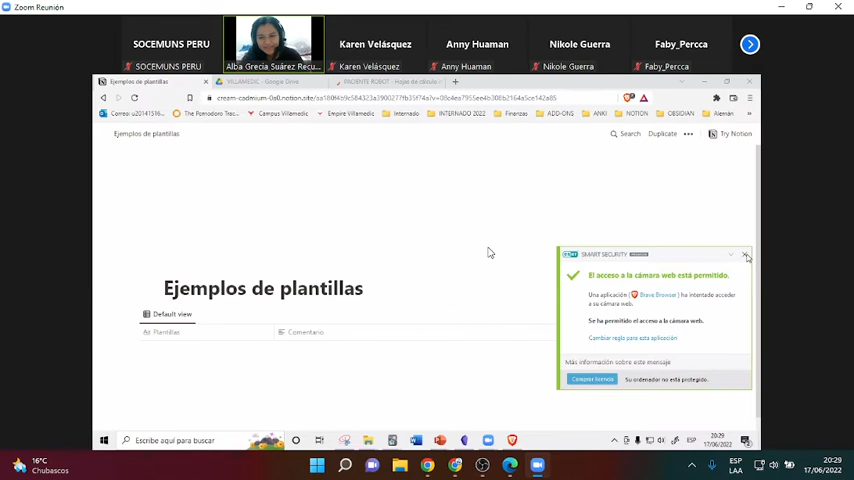 Zoom Reunión
SOCEMUNS PERU
Karen Velásquez
Anny Huaman
Nikole Guerra
Faby_Percca
SOCEMUNS PERU
Alba Grecia Suárez Recu...
Karen Velásquez
Anny Huaman
Nikole Guerra
Faby_Percca
Ejemplos de plantillas
VILLAMEDIC - Google Drive
PACIENTE ROBOT - Hojas de cálculo
Correo: u20141516...
The Pomodoro Trac...
Campus Villamedic
Empire Villamedic
Internado
ADD-ONS
INTERNADO 2022
Finanzas
ANKI
NOTION
OBSIDIAN
Alemán
Ejemplos de plantillas
Search
Duplicate
Try Notion
SMART SECURITY
El acceso a la cámara web está permitido.
Una aplicación ( Brave Browser ) ha intentado acceder
a su cámara web.
Se ha permitido el acceso a la cámara web.
Cambiar regla para esta aplicación
Más información sobre este mensaje
Comprar licencia
Su ordenador no está protegido.
Ejemplos de plantillas
Default view
Plantillas
Comentario
Escribe aquí para buscar
ESP
20:29
17/06/2022
16°C
Chubascos
ESP
LAA
20:29
17/06/2022